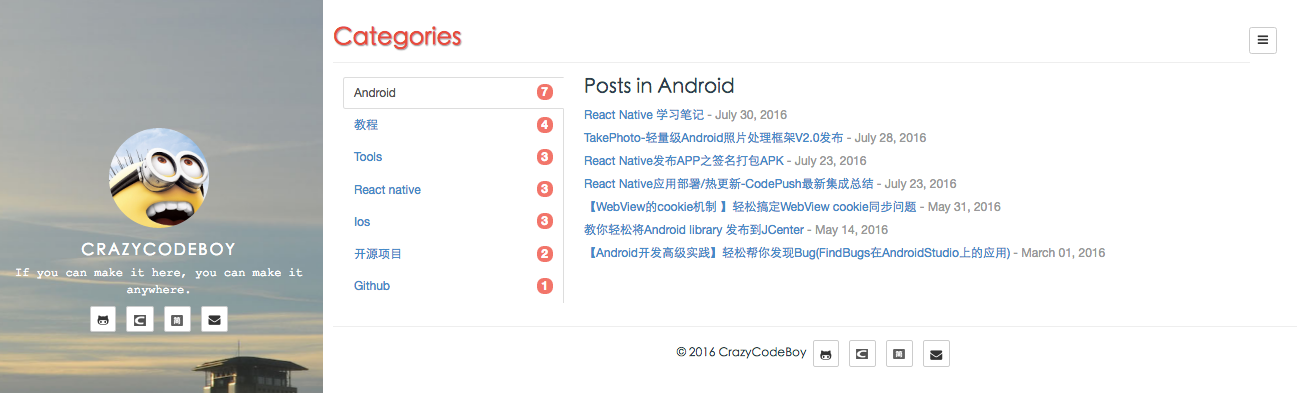 CRAZYCODEBOY
If you can make it here, you can make it
anywhere.
简
Categories
Android 7
教程 4
Tools 3
React native 3
Ios 3
开源项目 2
Github 1
Posts in Android
React Native 学习笔记 - July 30, 2016
TakePhoto-轻量级Android照片处理框架V2.0发布 - July 28, 2016
React Native发布APP之签名打包APK - July 23, 2016
React Native应用部署/热更新-CodePush最新集成总结 - July 23, 2016
【WebView的cookie机制 】轻松搞定WebView cookie同步问题 - May 31, 2016
教你轻松将Android library 发布到JCenter - May 14, 2016
【Android开发高级实践】轻松帮你发现Bug(FindBugs在AndroidStudio上的应用) - March 01, 2016
© 2016 CrazyCodeBoy
简